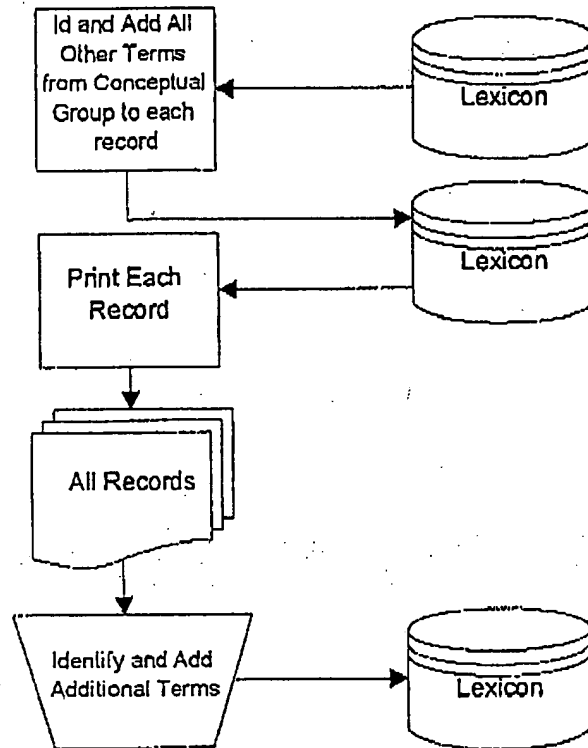 Id and Add All
Other Terms
from Conceptual
Group to each
record
Lexicon
Lexicon
Print Each
Record
All Records
Identify and Add
Additional Terms
Lexicon